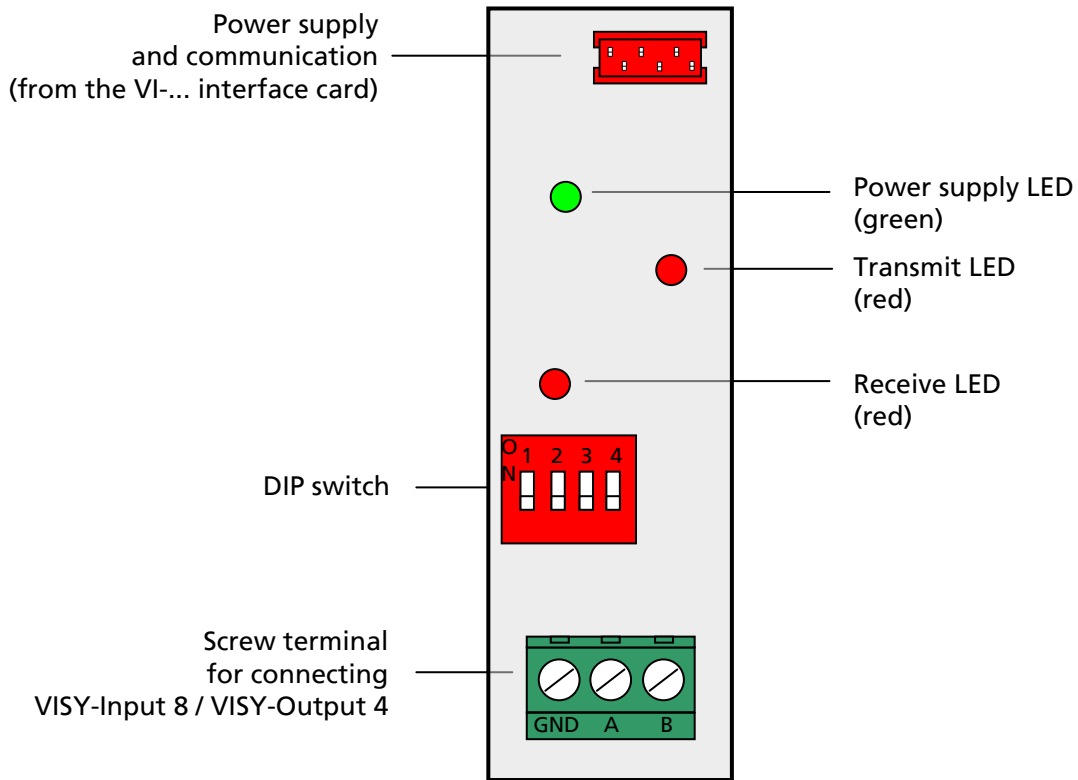 Power supply
and communication
(from the VI-... interface card)
Power supply LED
(green)
Transmit LED
(red)
Receive LED
(red)
O
N
1 2 3 4
DIP switch
Screw terminal
for connecting
VISY-Input 8 / VISY-Output 4
GND A B